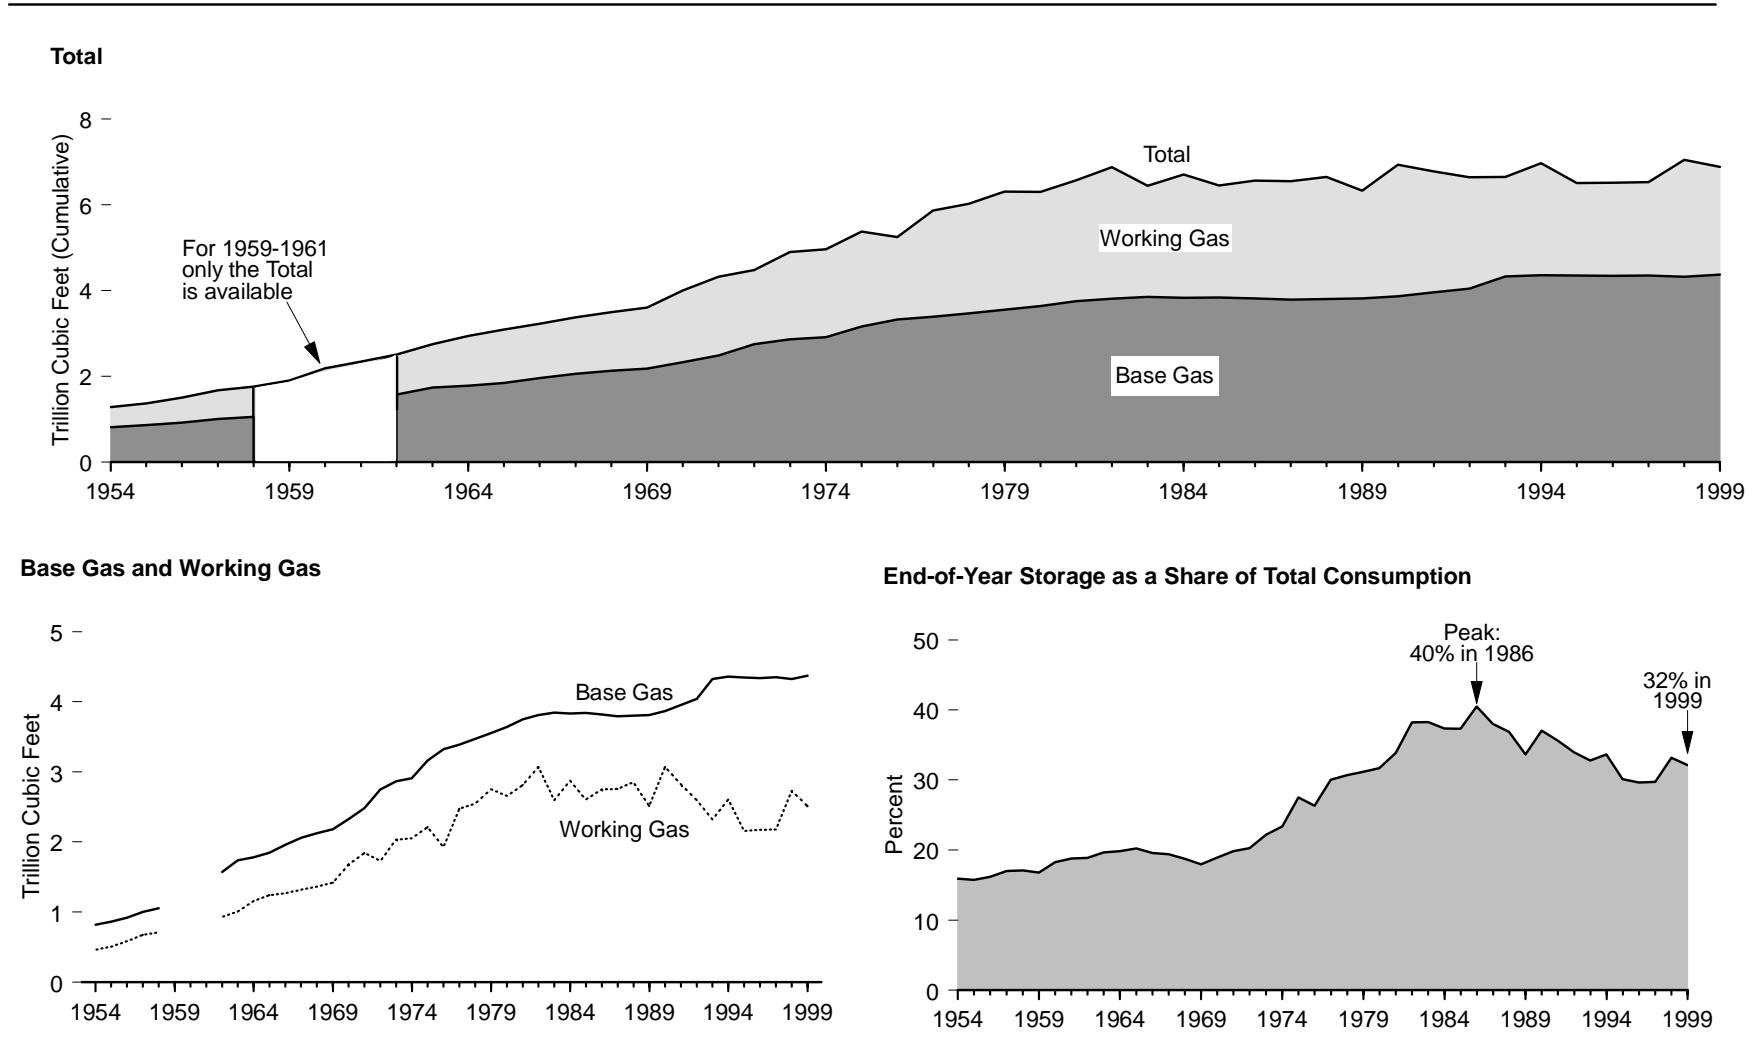 Total
Trillion Cubic Feet (Cumulative)
8
6
4
2
0
Total
Working Gas
Base Gas
For 1959-1961
only the Total
is available
1954 1959 1964 1969 1974 1979 1984 1989 1994 1999
Base Gas and Working Gas
Trillion Cubic Feet
5
4
3
2
1
0
Base Gas
Working Gas
1954 1959 1964 1969 1974 1979 1984 1989 1994 1999
End-of-Year Storage as a Share of Total Consumption
Percent
50
40
30
20
10
0
Peak:
40% in 1986
32% in
1999
1954 1959 1964 1969 1974 1979 1984 1989 1994 1999